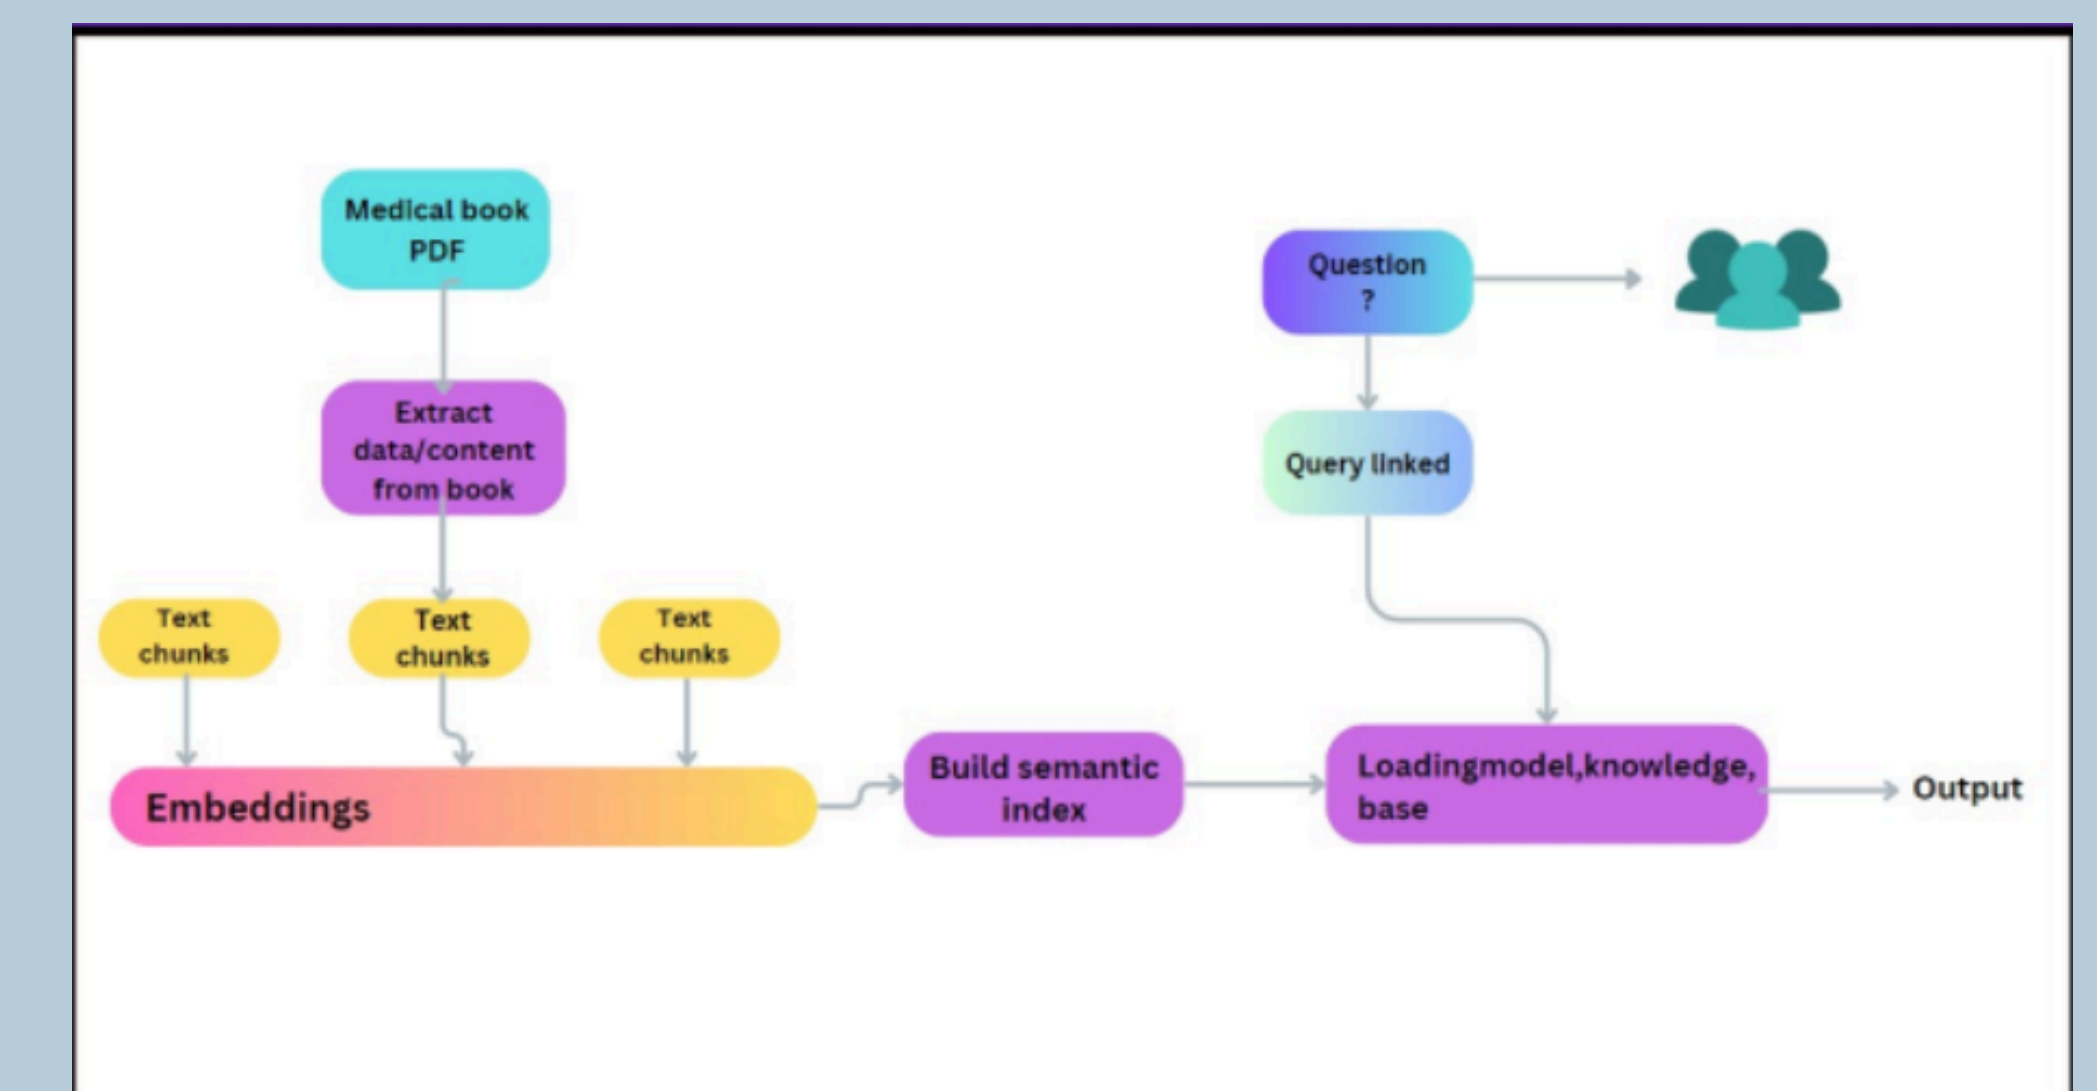 Medical book
PDF
Extract
data/content
from book
Text
chunks
Text
chunks
Text
chunks
Embeddings
Build semantic
index
Question
?
Query linked
Loadingmodel,knowledge,
base
Output